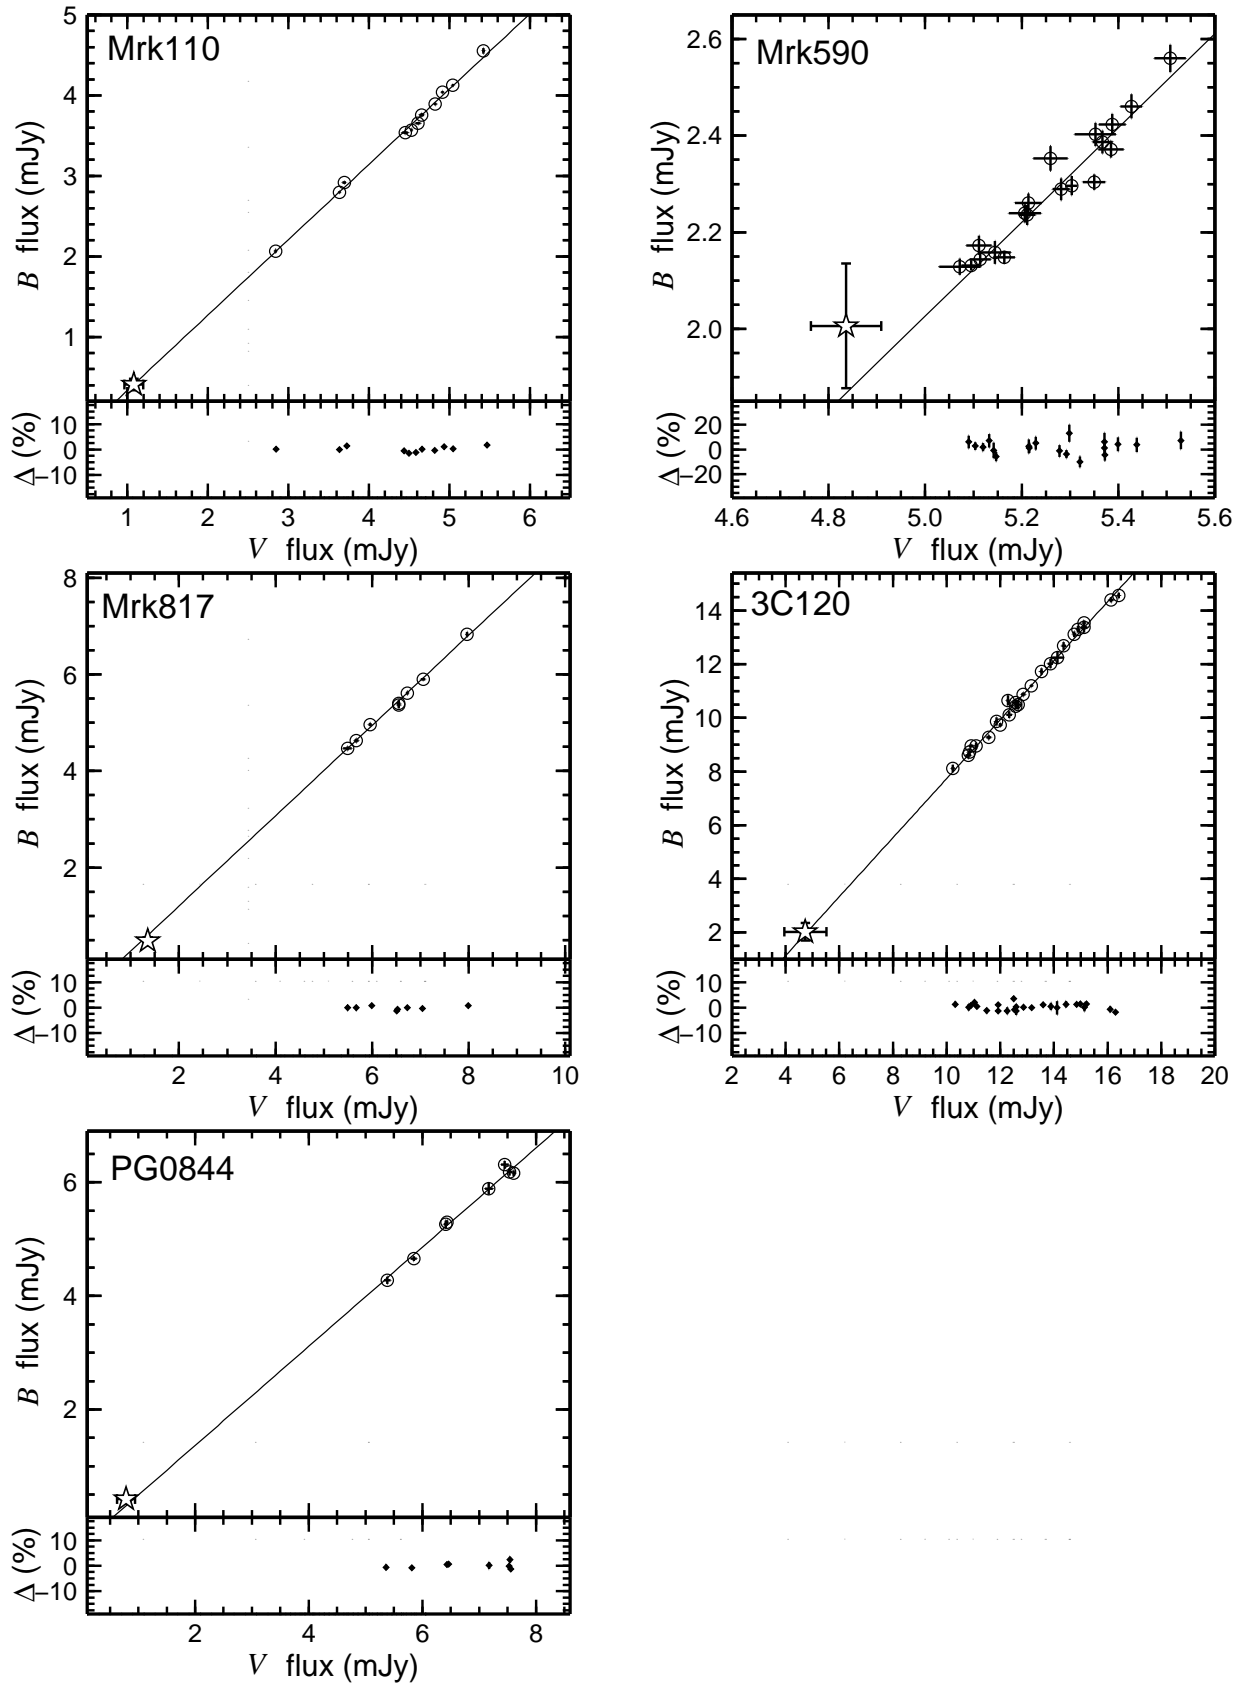 Mrk110
5
4
3
2
1
B flux (mJy)
10
0
−10
Δ (%)
1 2 3 4 5 6
V flux (mJy)
Mrk590
2.6
2.4
2.2
2.0
B flux (mJy)
20
0
−20
Δ (%)
4.6 4.8 5.0 5.2 5.4 5.6
V flux (mJy)
Mrk817
8
6
4
2
B flux (mJy)
10
0
−10
Δ (%)
2 4 6 8 10
V flux (mJy)
3C120
14
12
10
8
6
4
2
B flux (mJy)
10
0
−10
Δ (%)
2 4 6 8 10 12 14 16 18 20
V flux (mJy)
PG0844
6
4
2
B flux (mJy)
10
0
−10
Δ (%)
2 4 6 8
V flux (mJy)